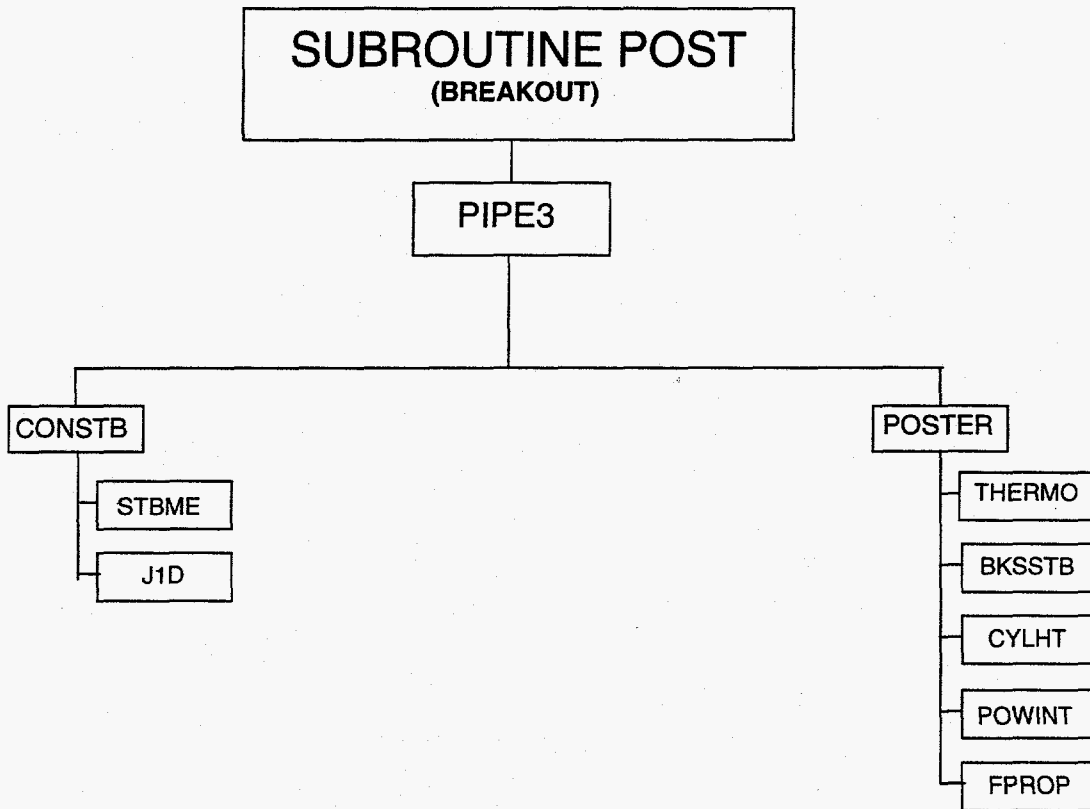 SUBROUTINE POST
(BREAKOUT)
PIPE3
CONSTB
STBME
J1D
POSTER
THERMO
BKSSTB
CYLHT
POWINT
FPROP